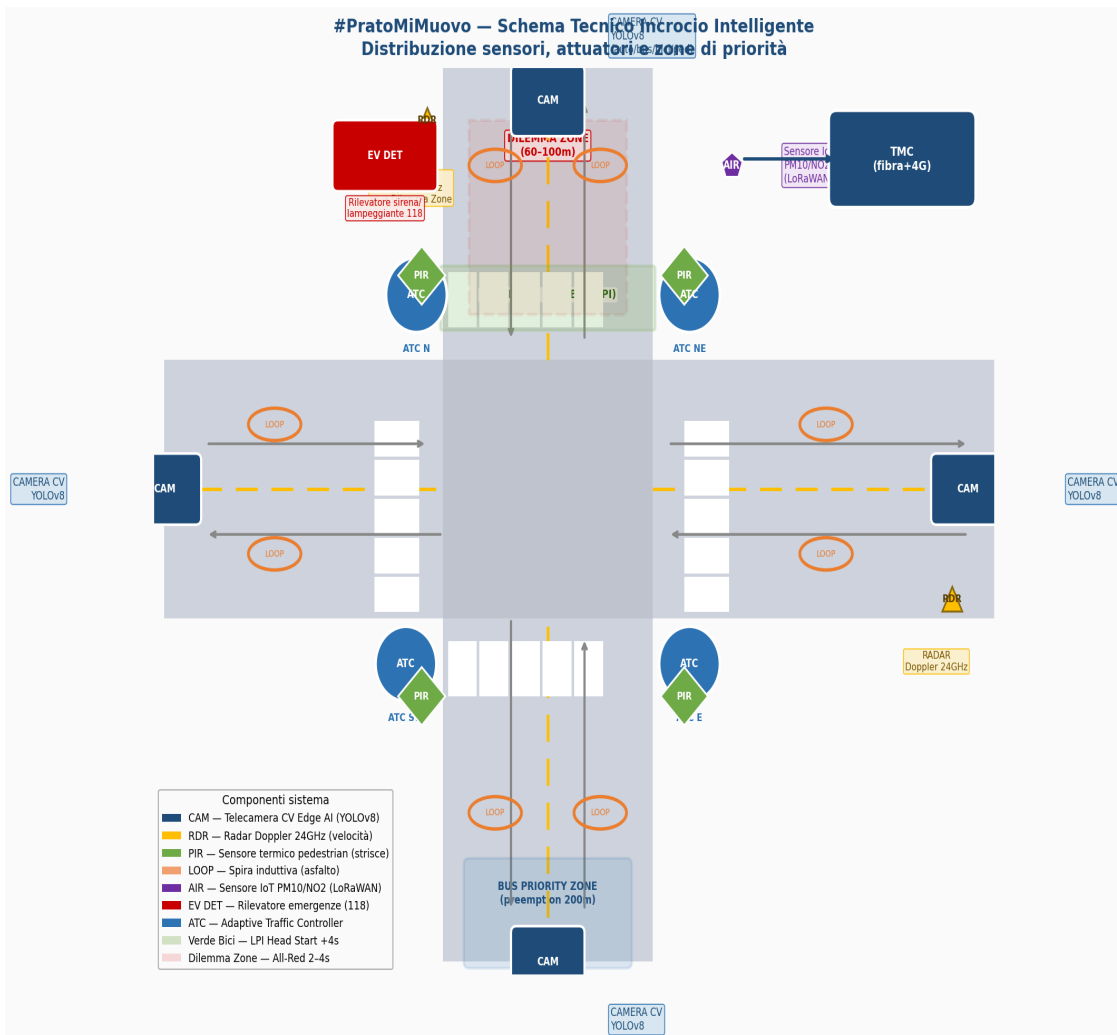 #PratoMiMuovo — Schema Tecnico Incrocio Intelligente
Distribuzione sensori, attuatori e zone di priorità
CAMERA CV
YOLOv8
CAM
RDR
EV DET
Rilevatore sirena/
lampeggiante 118
Zone
DILEMMA ZONE
(60–100m)
LOOP
LOOP
AIR
Sensore
PM10/NO2
(LoRaWAN)
TMC
(fibra+4G)
PIR
ATC
ATC N
PIR
ATC
ATC NE
LOOP
LOOP
CAMERA CV
YOLOv8
CAM
CAM
CAMERA CV
YOLOv8
LOOP
LOOP
RDR
RADAR
Doppler 24GHz
ATC
PIR
ATC
ATC
PIR
E
LOOP
LOOP
BUS PRIORITY ZONE
(preemption 200m)
CAM
CAMERA CV
YOLOv8
Componenti sistema
CAM — Telecamera CV Edge AI (YOLOv8)
RDR — Radar Doppler 24GHz (velocità)
PIR — Sensore termico pedestrian (strisce)
LOOP — Spira induttiva (asfalto)
AIR — Sensore IoT PM10/NO2 (LoRaWAN)
EV DET — Rilevatore emergenze (118)
ATC — Adaptive Traffic Controller
Verde Bici — LPI Head Start +4s
Dilemma Zone — All-Red 2–4s